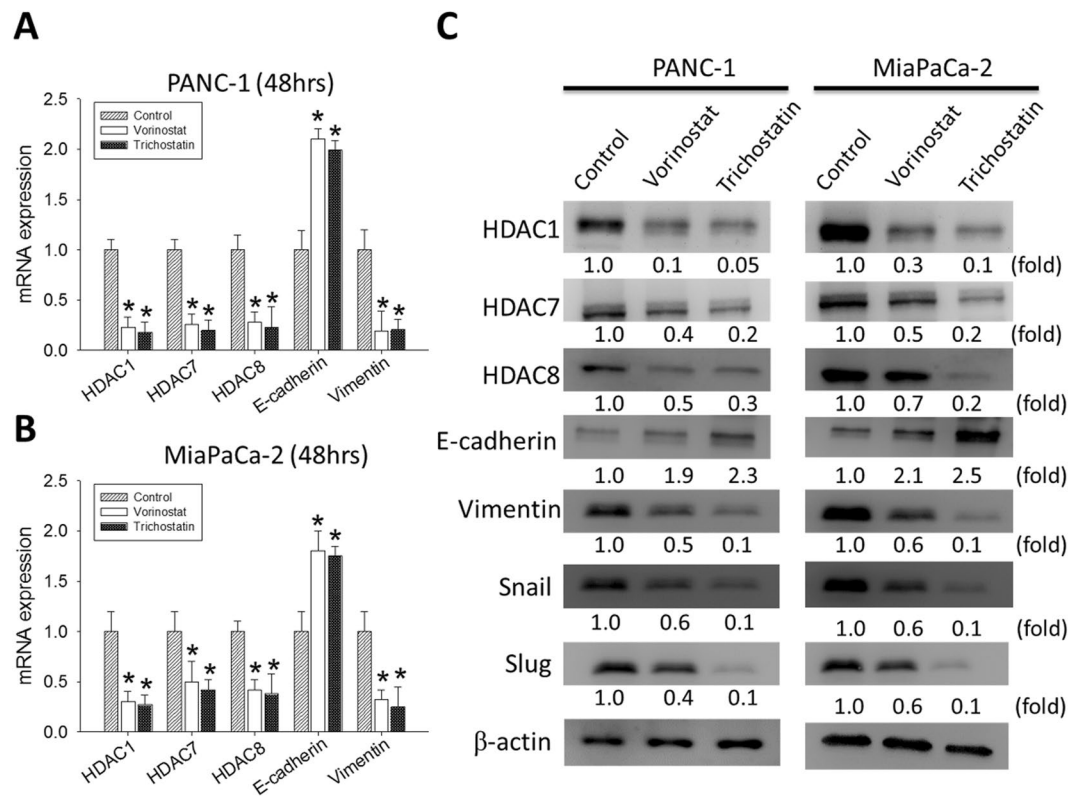 A
PANC-1 (48hrs)
2.5
2.0
1.5
1.0
0.5
0.0
mRNA expression
Control
Vorinostat
Trichostatin
* * * * * * * * * *
HDAC1 HDAC7 HDAC8 E-cadherin Vimentin
B
MiaPaCa-2 (48hrs)
2.5
2.0
1.5
1.0
0.5
0.0
mRNA expression
Control
Vorinostat
Trichostatin
* * * * * * * * * *
HDAC1 HDAC7 HDAC8 E-cadherin Vimentin
C
PANC-1 MiaPaCa-2
Control Vorinostat Trichostatin Control Vorinostat Trichostatin
HDAC1
1.0 0.1 0.05 1.0 0.3 0.1 (fold)
HDAC7
1.0 0.4 0.2 1.0 0.5 0.2 (fold)
HDAC8
1.0 0.5 0.3 1.0 0.7 0.2 (fold)
E-cadherin
1.0 1.9 2.3 1.0 2.1 2.5 (fold)
Vimentin
1.0 0.5 0.1 1.0 0.6 0.1 (fold)
Snail
1.0 0.6 0.1 1.0 0.6 0.1 (fold)
Slug
1.0 0.4 0.1 1.0 0.6 0.1 (fold)
β-actin